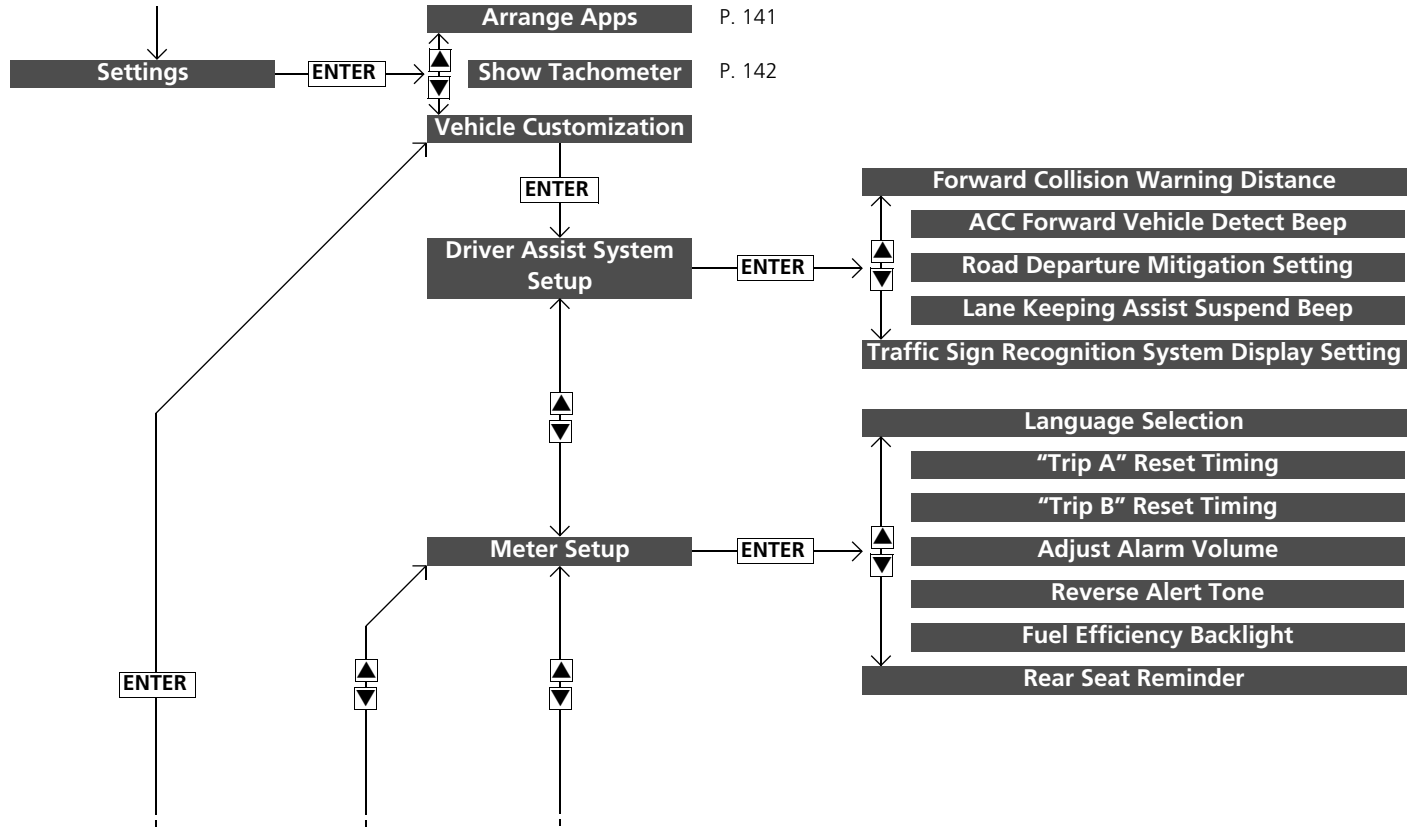 Arrange Apps P. 141
Settings ENTER Show Tachometer P. 142
Vehicle Customization
ENTER
Driver Assist System
Setup
ENTER
Forward Collision Warning Distance
ACC Forward Vehicle Detect Beep
Road Departure Mitigation Setting
Lane Keeping Assist Suspend Beep
Traffic Sign Recognition System Display Setting
Meter Setup
ENTER
Language Selection
“Trip A” Reset Timing
“Trip B” Reset Timing
Adjust Alarm Volume
Reverse Alert Tone
Fuel Efficiency Backlight
Rear Seat Reminder
ENTER